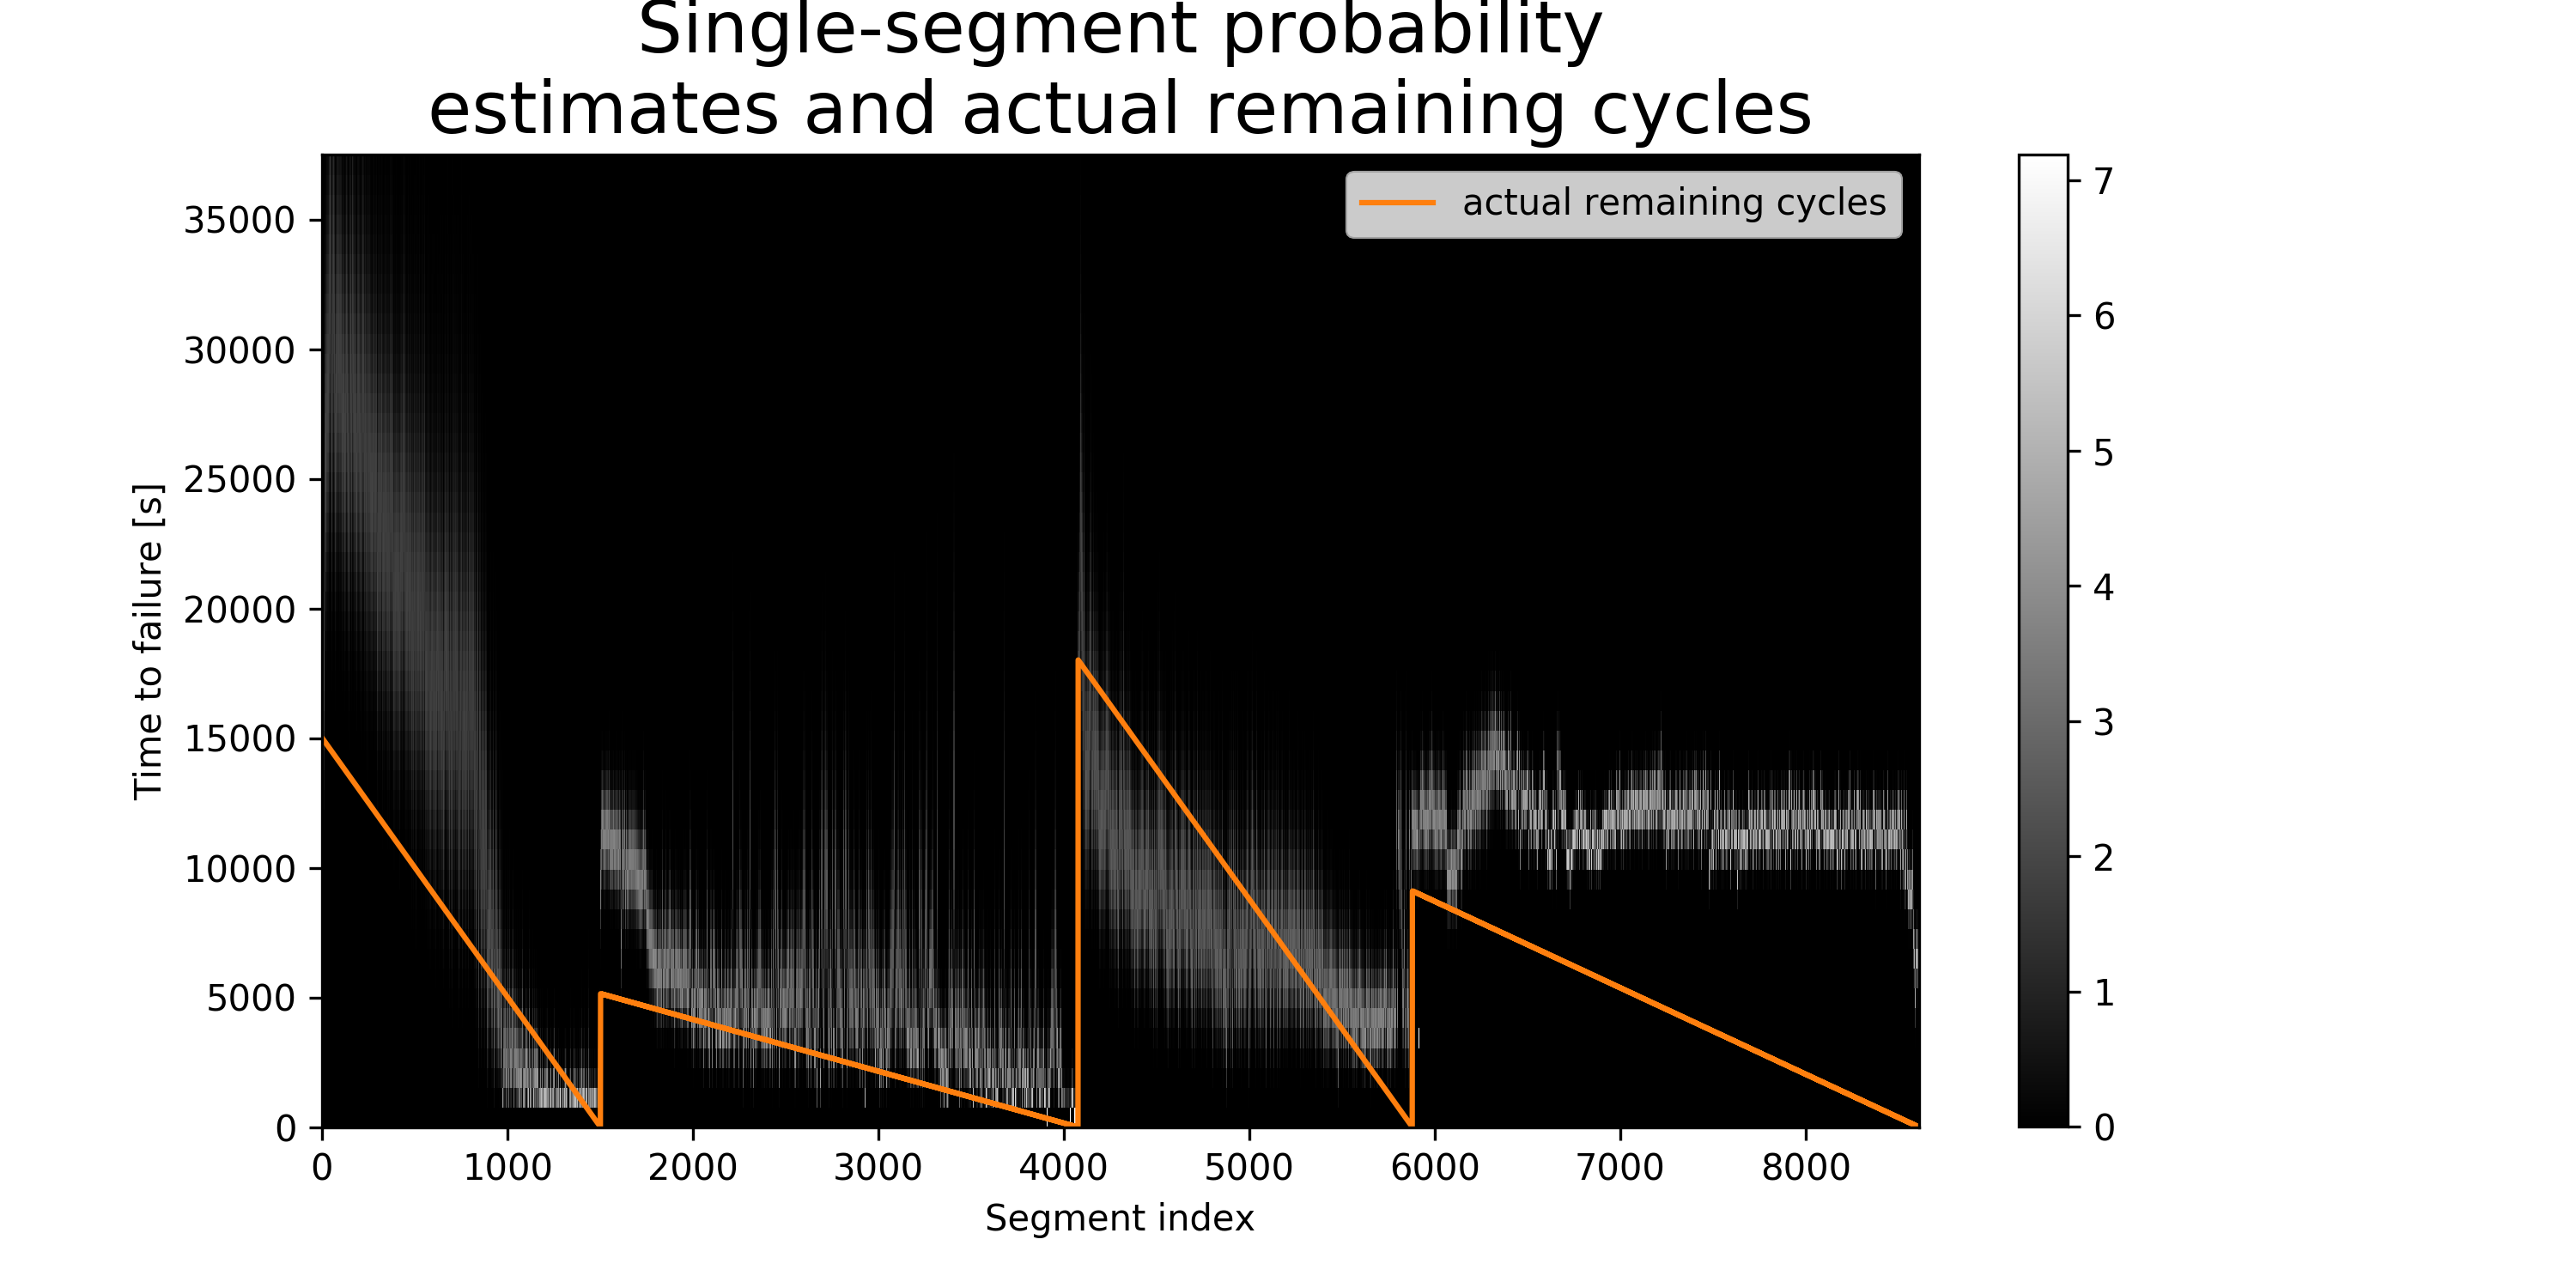 Single-segment probability
estimates and actual remaining cycles
actual remaining cycles
Time to failure [s]
35000
30000
25000
20000
15000
10000
5000
0
0 1000 2000 3000 4000 5000 6000 7000 8000
Segment index
7
6
5
4
3
2
1
0